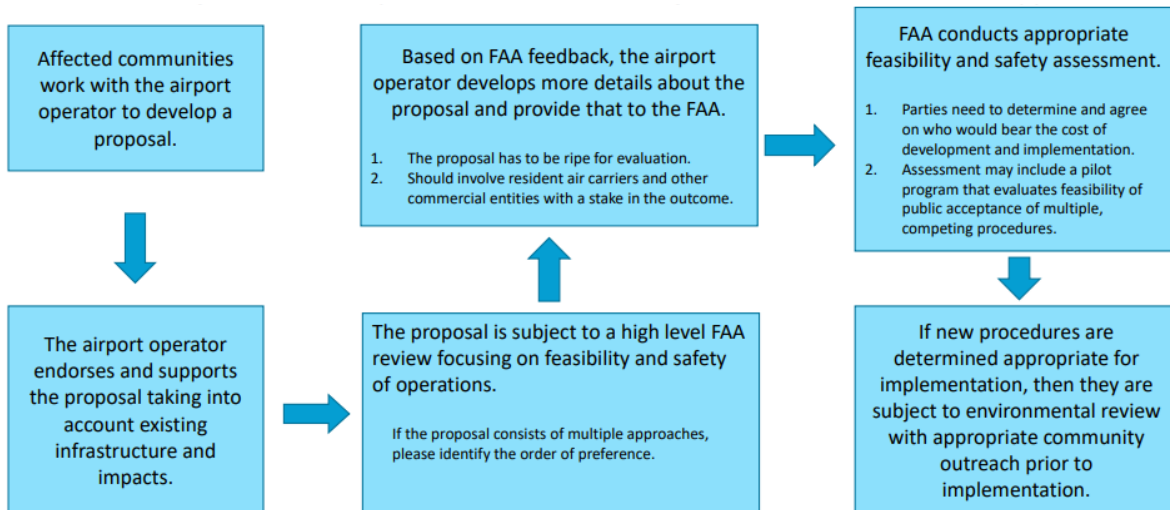 Affected communities
work with the airport
operator to develop a
proposal.
The airport operator
endorses and supports
the proposal taking into
account existing
infrastructure and
impacts.
The proposal is subject to a high level FAA
review focusing on feasibility and safety
of operations.
If the proposal consists of multiple approaches,
please identify the order of preference.
Based on FAA feedback, the airport
operator develops more details about the
proposal and provide that to the FAA.
1. The proposal has to be ripe for evaluation.
2. Should involve resident air carriers and other
commercial entities with a stake in the outcome.
FAA conducts appropriate
feasibility and safety assessment.
1. Parties need to determine and agree
on who would bear the cost of
development and implementation.
2. Assessment may include a pilot
program that evaluates feasibility of
public acceptance of multiple,
competing procedures.
If new procedures are
determined appropriate for
implementation, then they are
subject to environmental review
with appropriate community
outreach prior to
implementation.